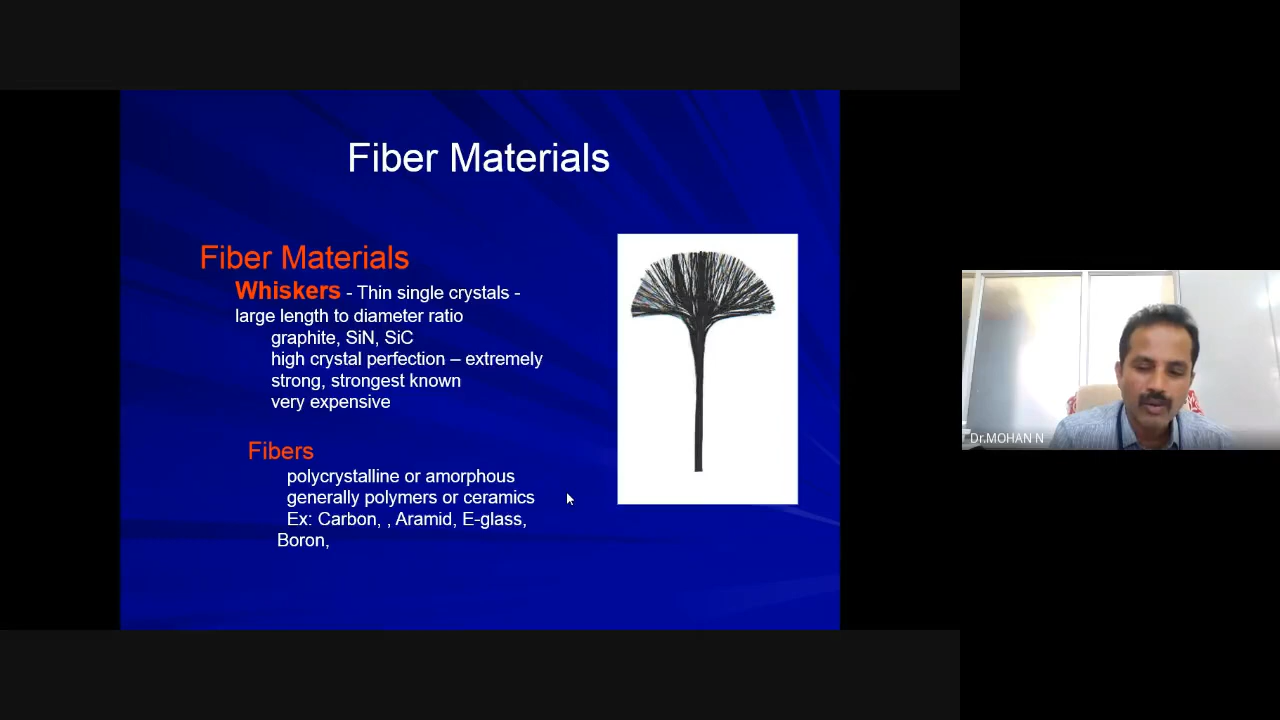 Fiber Materials
Fiber Materials
Whiskers - Thin single crystals -
large length to diameter ratio
graphite, SiN, SiC
high crystal perfection – extremely
strong, strongest known
very expensive
Fibers
polycrystalline or amorphous
generally polymers or ceramics
Ex: Carbon, , Aramid, E-glass,
Boron,
Dr.MOHAN N